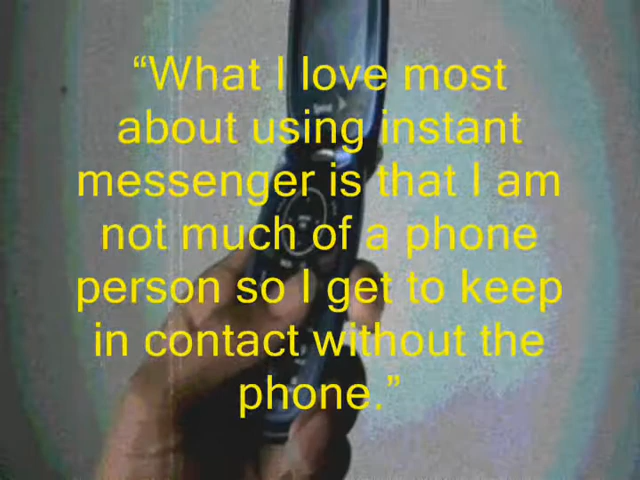 “What I love most
about using instant
messenger is that I am
not much of a phone
person so I get to keep
in contact without the
phone.”